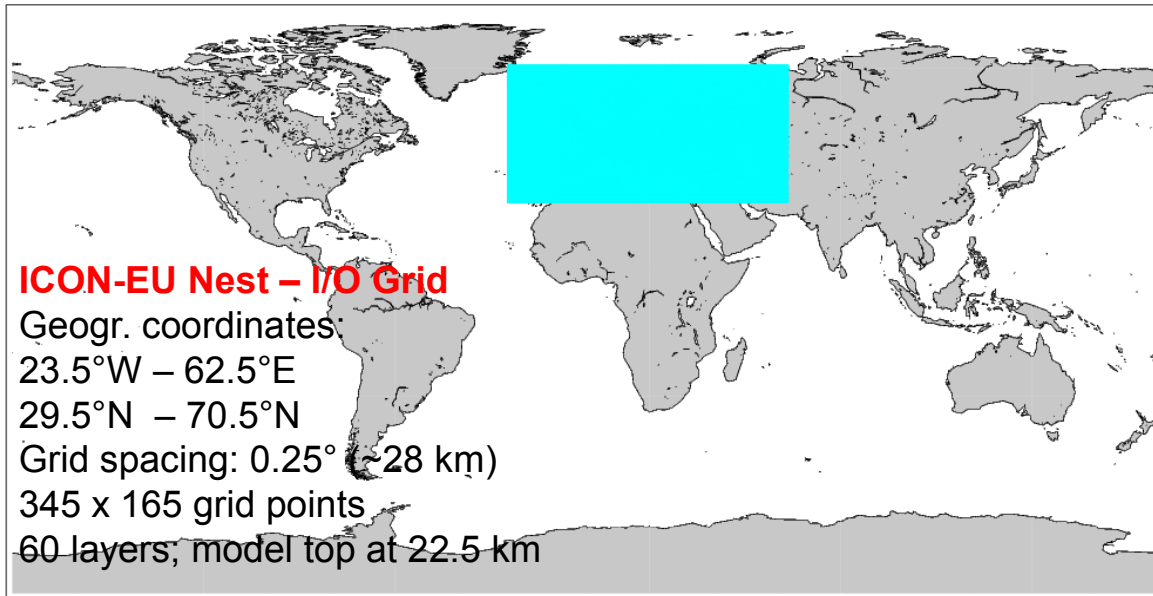 ICON-EU Nest – I/O Grid
Geogr. coordinates:
23.5°W – 62.5°E
29.5°N – 70.5°N
Grid spacing: 0.25° (~28 km)
345 x 165 grid points
60 layers; model top at 22.5 km